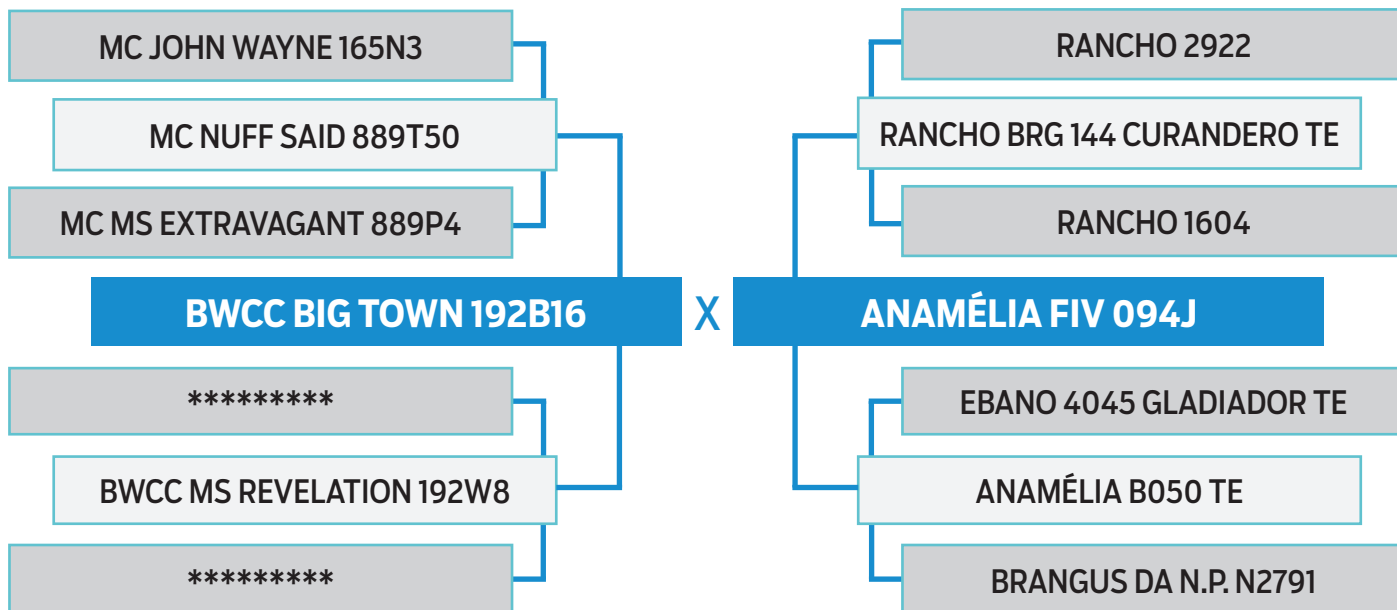 MC JOHN WAYNE 165N3
RANCHO 2922
MC NUFF SAID 889T50
RANCHO BRG 144 CURANDERO TE
MC MS EXTRAVAGANT 889P4
RANCHO 1604
BWCC BIG TOWN 192B16
X
ANAMÉLIA FIV 094J
*********
EBANO 4045 GLADIADOR TE
BWCC MS REVELATION 192W8
ANAMÉLIA B050 TE
*********
BRANGUS DA N.P. N2791